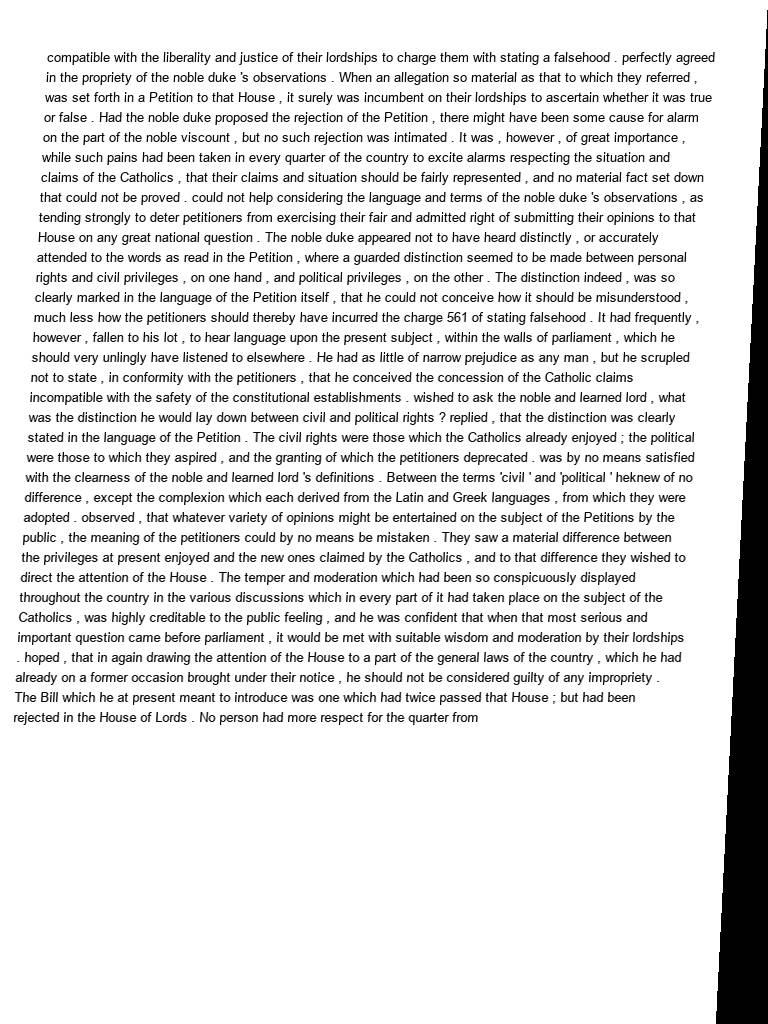 compatible with the liberality and justice of their lordships to charge them with stating a falsehood . perfectly agreed
in the propriety of the noble duke 's observations . When an allegation so material as that to which they referred ,
was set forth in a Petition to that House , it surely was incumbent on their lordships to ascertain whether it was true
or false . Had the noble duke proposed the rejection of the Petition , there might have been some cause for alarm
on the part of the noble viscount , but no such rejection was intimated . It was , however , of great importance ,
while such pains had been taken in every quarter of the country to excite alarms respecting the situation and
claims of the Catholics , that their claims and situation should be fairly represented , and no material fact set down
that could not be proved . could not help considering the language and terms of the noble duke 's observations , as
tending strongly to deter petitioners from exercising their fair and admitted right of submitting their opinions to that
House on any great national question . The noble duke appeared not to have heard distinctly , or accurately
attended to the words as read in the Petition , where a guarded distinction seemed to be made between personal
rights and civil privileges , on one hand , and political privileges , on the other . The distinction indeed , was so
clearly marked in the language of the Petition itself , that he could not conceive how it should be misunderstood ,
much less how the petitioners should thereby have incurred the charge 561 of stating falsehood . It had frequently ,
however , fallen to his lot , to hear language upon the present subject , within the walls of parliament , which he
should very unlingly have listened to elsewhere . He had as little of narrow prejudice as any man , but he scrupled
not to state , in conformity with the petitioners , that he conceived the concession of the Catholic claims
incompatible with the safety of the constitutional establishments . wished to ask the noble and learned lord , what
was the distinction he would lay down between civil and political rights ? replied , that the distinction was clearly
stated in the language of the Petition . The civil rights were those which the Catholics already enjoyed ; the political
were those to which they aspired , and the granting of which the petitioners deprecated . was by no means satisfied
with the clearness of the noble and learned lord 's definitions . Between the terms 'civil ' and 'political ' heknew of no
difference , except the complexion which each derived from the Latin and Greek languages , from which they were
adopted . observed , that whatever variety of opinions might be entertained on the subject of the Petitions by the
public , the meaning of the petitioners could by no means be mistaken . They saw a material difference between
the privileges at present enjoyed and the new ones claimed by the Catholics , and to that difference they wished to
direct the attention of the House . The temper and moderation which had been so conspicuously displayed
throughout the country in the various discussions which in every part of it had taken place on the subject of the
Catholics , was highly creditable to the public feeling , and he was confident that when that most serious and
important question came before parliament , it would be met with suitable wisdom and moderation by their lordships
. hoped , that in again drawing the attention of the House to a part of the general laws of the country , which he had
already on a former occasion brought under their notice , he should not be considered guilty of any impropriety .
The Bill which he at present meant to introduce was one which had twice passed that House ; but had been
rejected in the House of Lords . No person had more respect for the quarter from